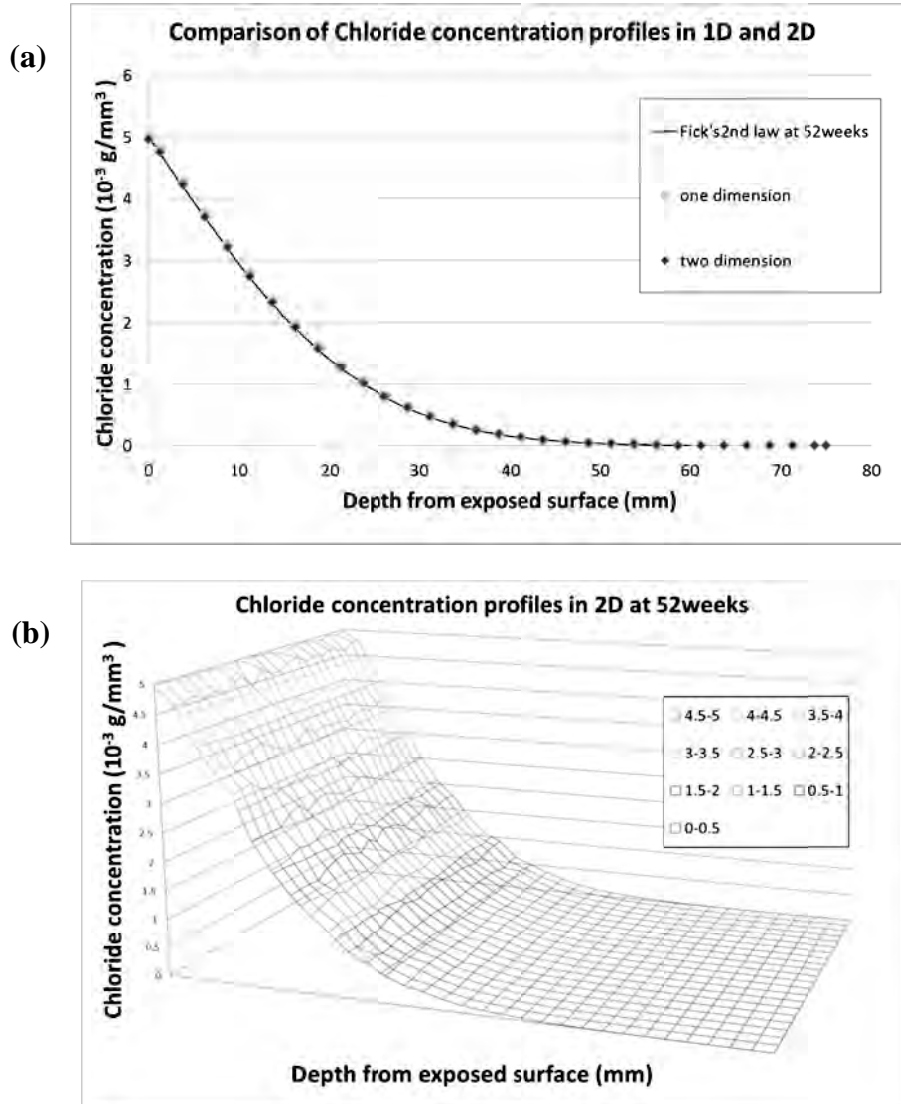 (a)
Comparison of Chloride concentration profiles in 1D and 2D
Chloride concentration (10⁻³ g/mm³)
6
5
4
3
2
1
0
0 10 20 30 40 50 60 70 80
Depth from exposed surface (mm)
Fick's2nd law at 52weeks
one dimension
two dimension
(b)
Chloride concentration profiles in 2D at 52weeks
Chloride concentration (10⁻³ g/mm³ )
5
4.5
4
3.5
3
2.5
2
1.5
1
0.5
0
4.5-5 4-4.5 3.5-4
3-3.5 2.5-3 2-2.5
1.5-2 1-1.5 0.5-1
0-0.5
Depth from exposed surface (mm)